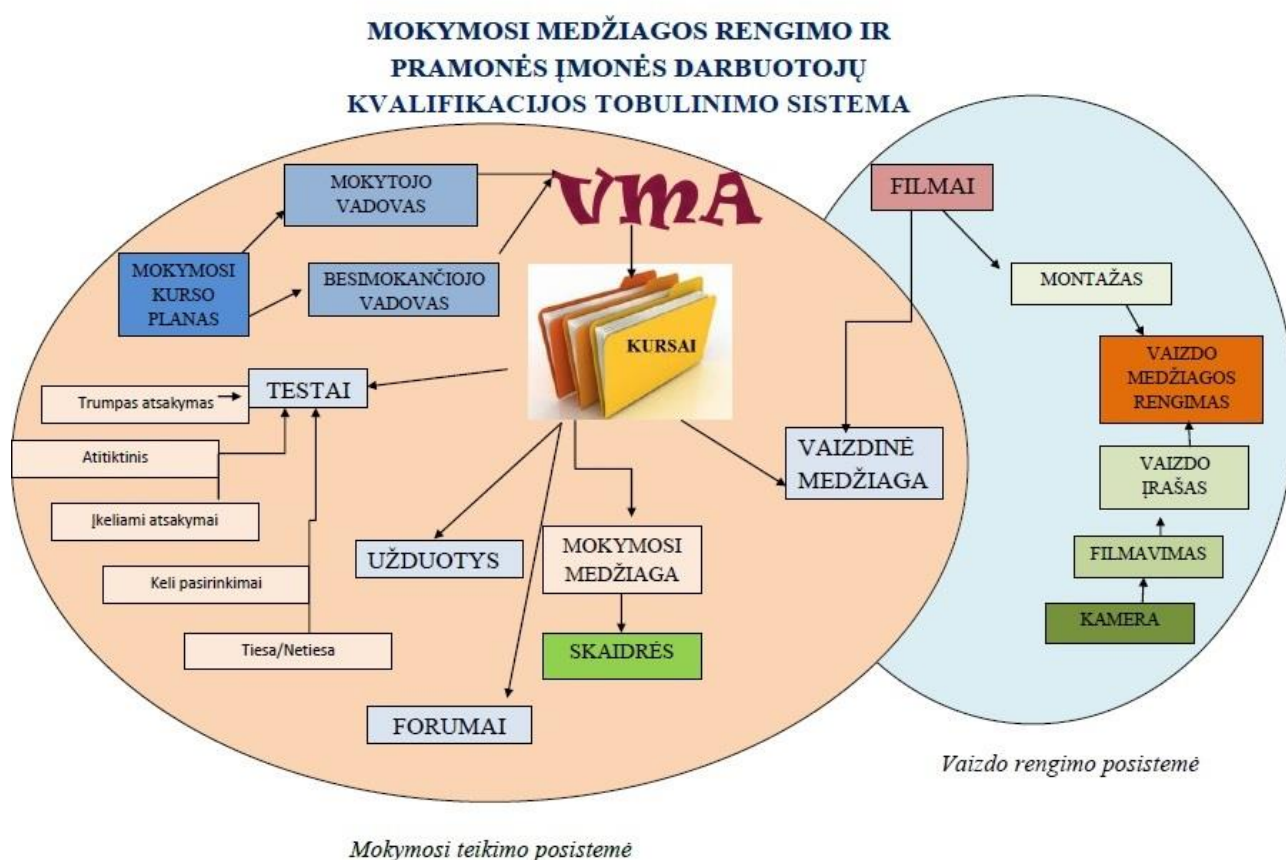 MOKYMOSI MEDŽIAGOS RENGIMO IR
PRAMONĖS ĮMONĖS DARBUOTOJŲ
KVALIFIKACIJOS TOBULINIMO SISTEMA
MOKYTOJO
VADOVAS
VMA
FILMAI
MOKYMOSI
KURSO
PLANAS
BESIMOKANČIOJO
VADOVAS
MONTAŽAS
KURSAI
VAIZDO
MEDŽIAGOS
RENGIMAS
TESTAI
Trumpas atsakymas
Atitiktinis
Įkeliami atsakymai
Keli pasirinkimai
Tiesa/Netiesa
VAIZDINĖ
MEDŽIAGA
VAIZDO
ĮRAŠAS
UŽDUOTYS
MOKYMOSI
MEDŽIAGA
FILMAVIMAS
KAMERA
SKAIDRĖS
FORUMAI
Vaizdo rengimo posistemė
Mokymosi teikimo posistemė